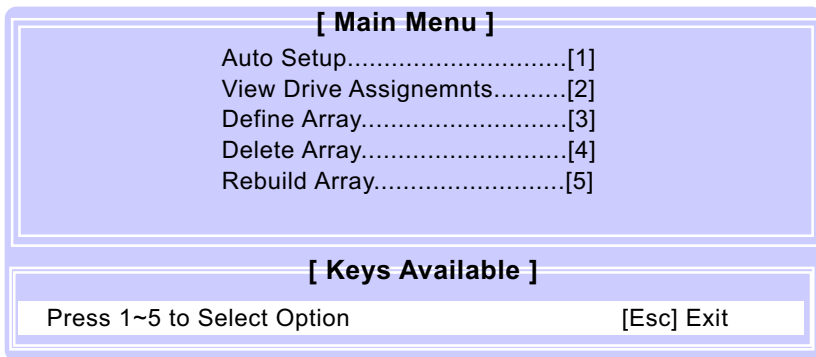 [ Main Menu ]
Auto Setup..............................[1]
View Drive Assignemnts..........[2]
Define Array............................[3]
Delete Array............................[4]
Rebuild Array..........................[5]
[ Keys Available ]
Press 1~5 to Select Option [Esc] Exit